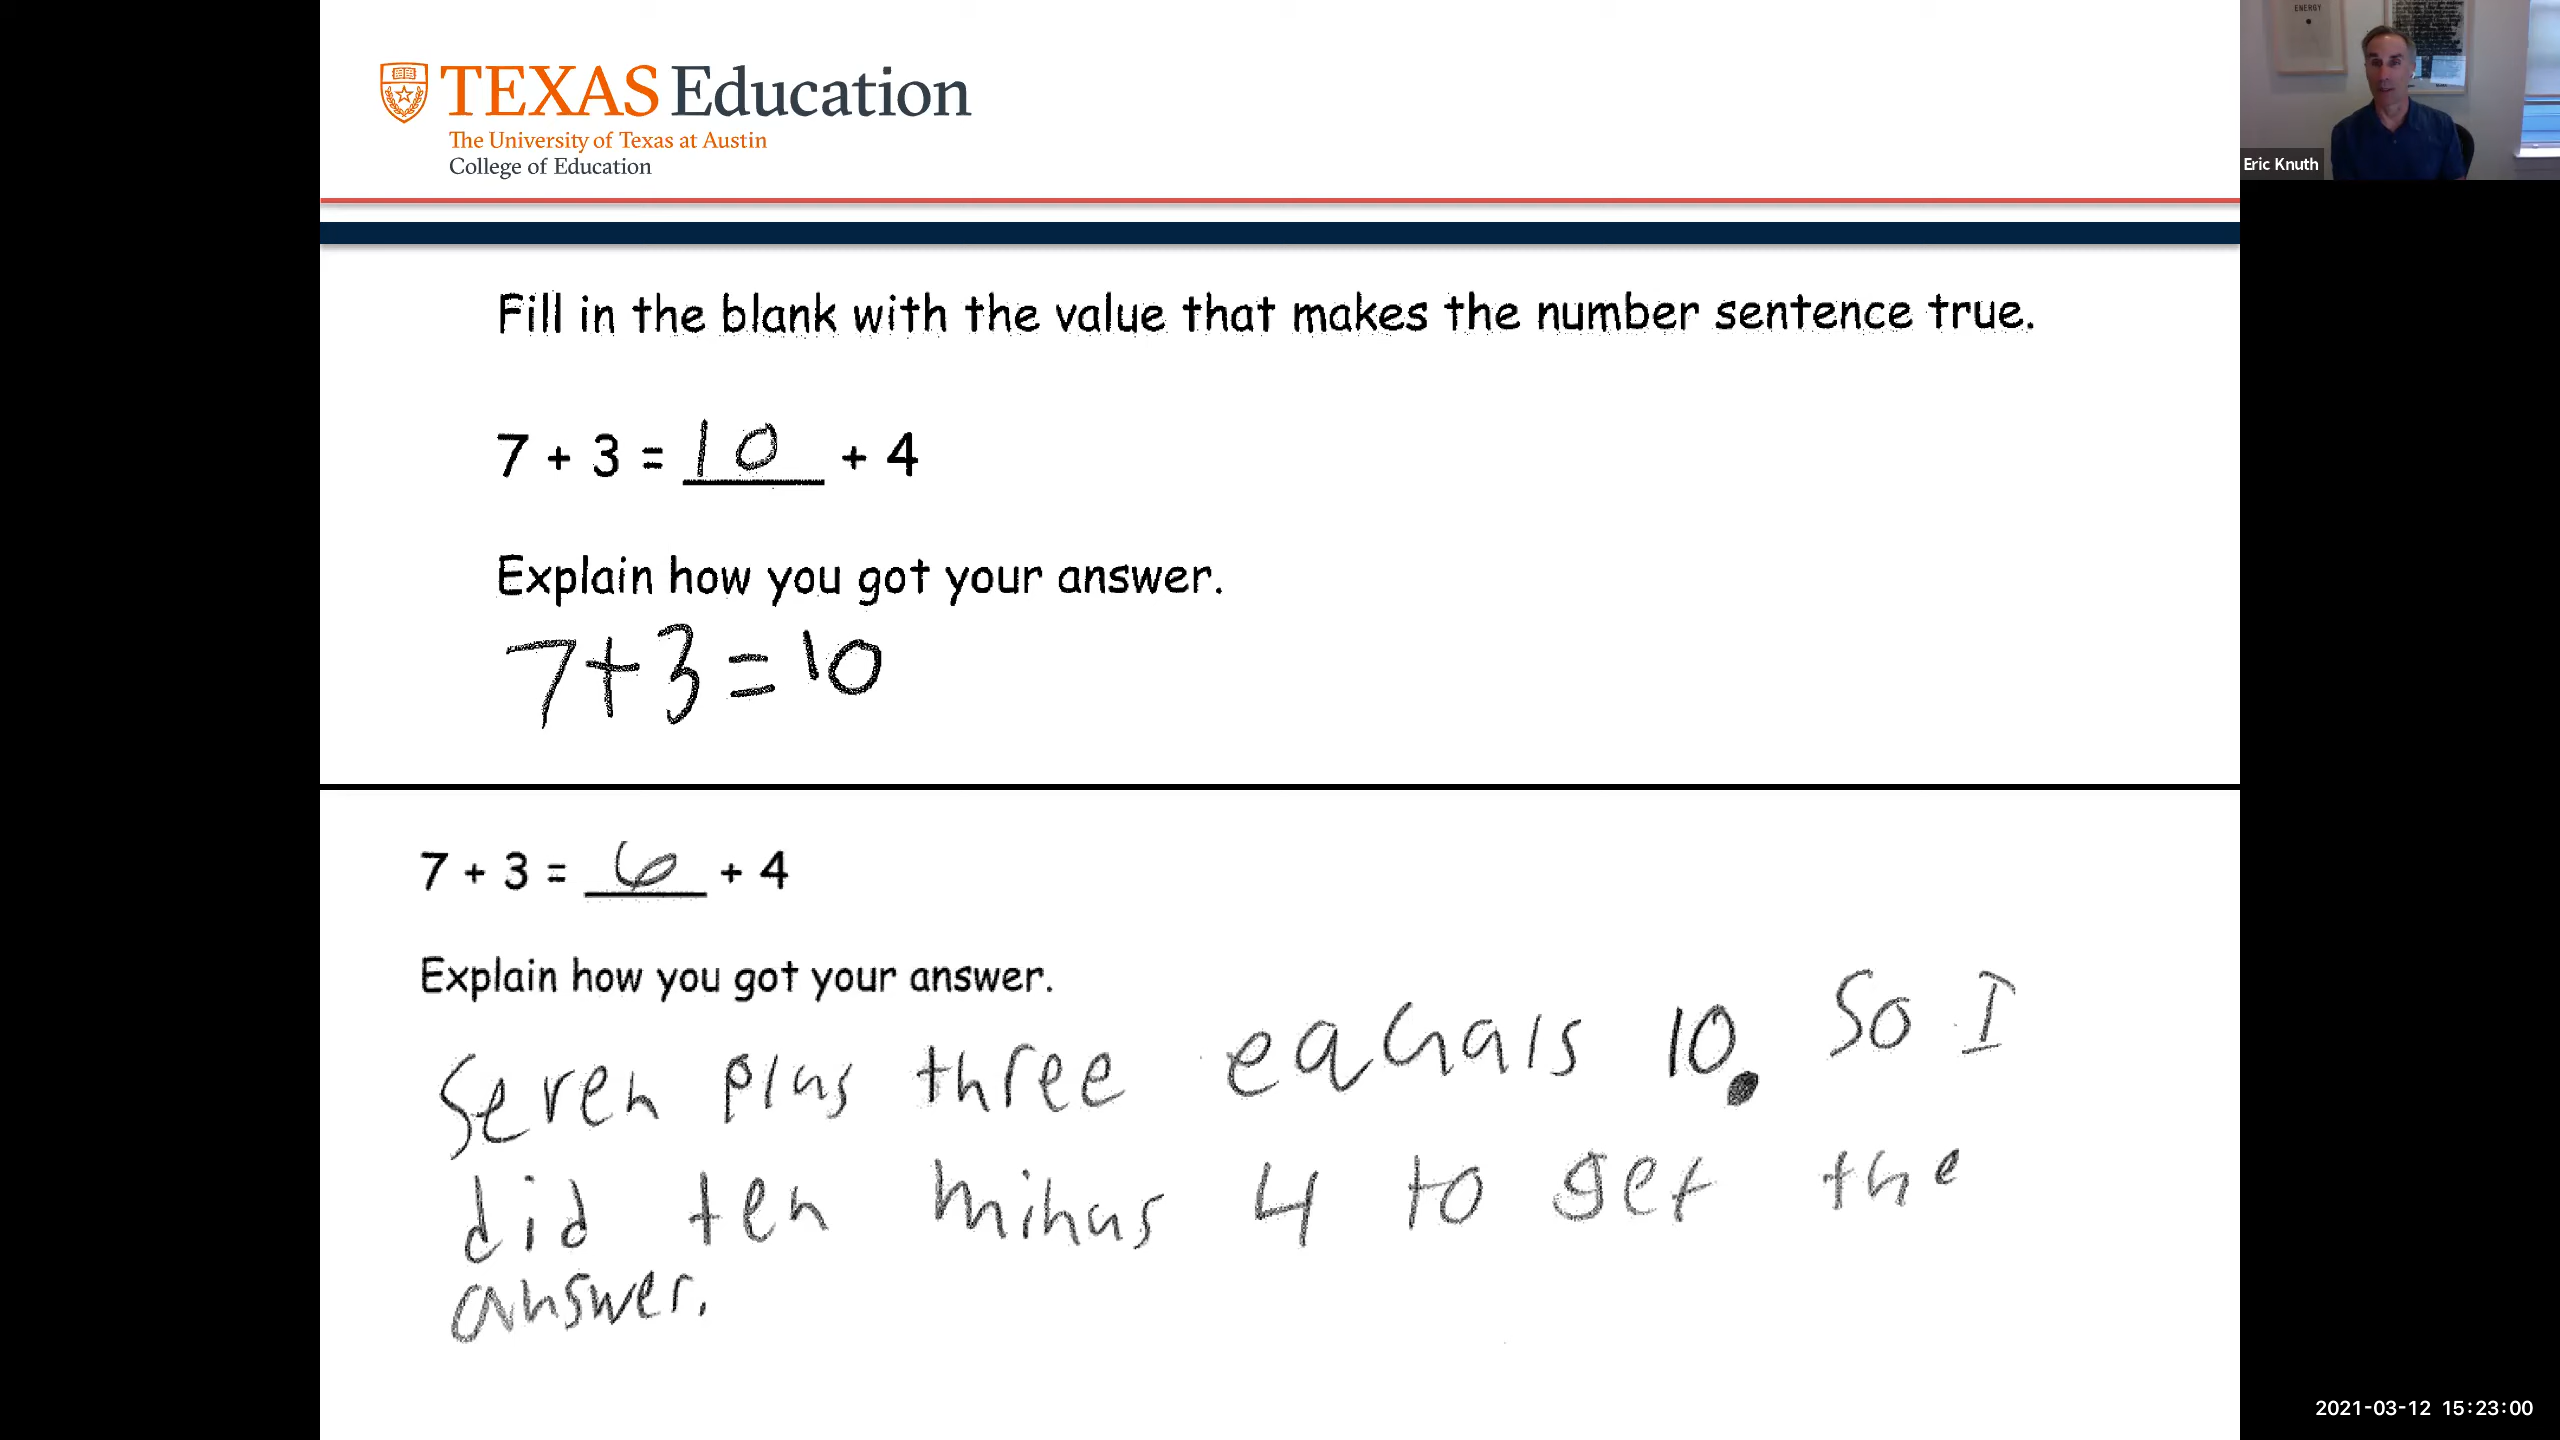 TEXAS Education
The University of Texas at Austin
College of Education
ENERGY
Eric Knuth
Fill in the blank with the value that makes the number sentence true.
7 + 3 = 10 + 4
Explain how you got your answer.
7+3=10
7 + 3 = 6 + 4
Explain how you got your answer.
Seven plus three eaquals 10. So I
did ten minus 4 to get the
answer.
2021-03-12 15:23:00